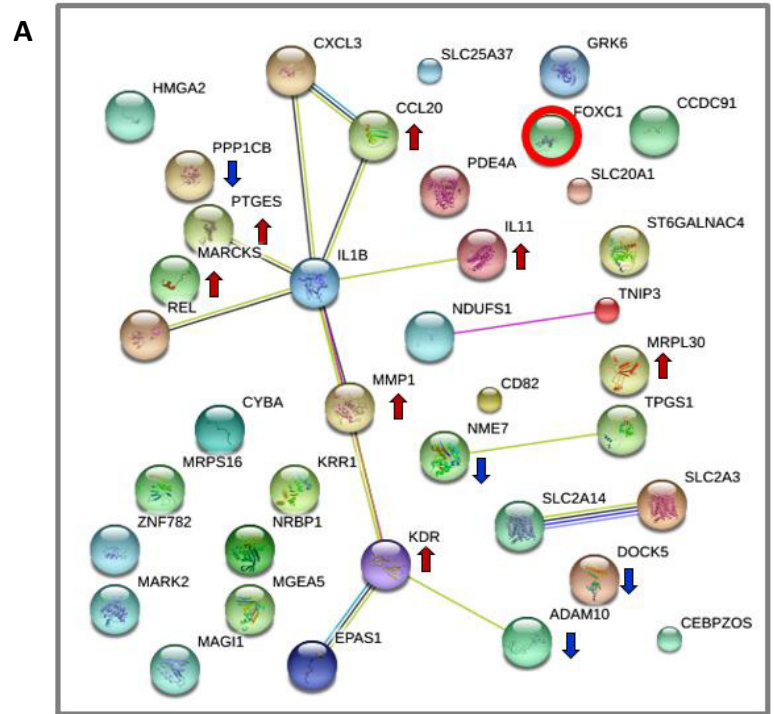 A
CXCL3
SLC25A37
GRK6
HMGA2
CCL20
FOXC1
CCDC91
PPP1CB
PDE4A
SLC20A1
PTGES
MARCKS
IL1B
IL11
ST6GALNAC4
REL
NDUFS1
TNIP3
MRPL30
MMP1
CD82
CYBA
NME7
TPGS1
MRPS16
KRR1
SLC2A14
SLC2A3
ZNF782
NRBP1
KDR
DOCK5
MARK2
MGEA5
ADAM10
CEBPZOS
MAGI1
EPAS1